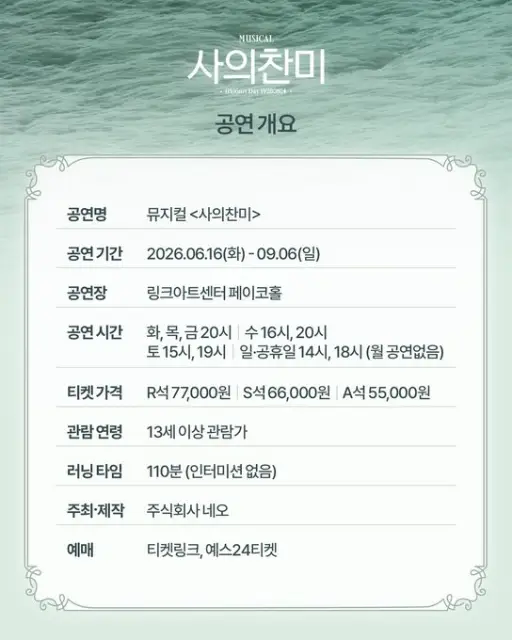 MUSICAL
사의찬미
공연 개요
공연명 뮤지컬 <사의찬미>
공연 기간 2026.06.16(화) - 09.06(일)
공연장 링크아트센터 페이코홀
공연 시간 화, 목, 금 20시 | 수 16시, 20시
토 15시, 19시 | 일·공휴일 14시, 18시 (월 공연없음)
티켓 가격 R석 77,000원 | S석 66,000원 | A석 55,000원
관람 연령 13세 이상 관람가
러닝 타임 110분 (인터미션 없음)
주최·제작 주식회사 네오
예매 티켓링크, 예스24티켓